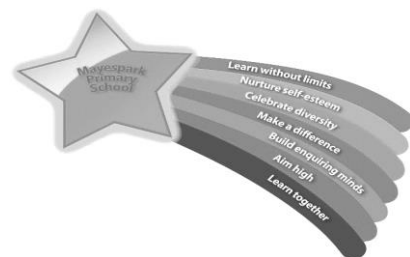 Mayespark
Primary
School
Learn without limits
Nurture self-esteem
Celebrate diversity
Make a difference
Build enquiring minds
Aim high
Learn together